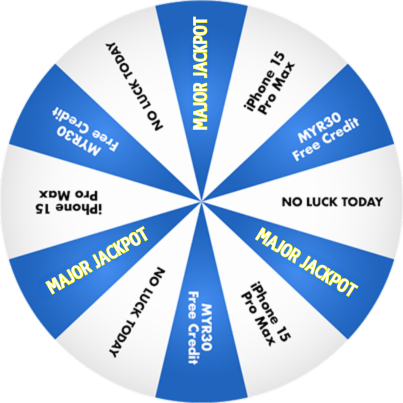 MAJOR JACKPOT
iPhone 15
Pro Max
MYR30
Free Credit
NO LUCK TODAY
MAJOR JACKPOT
iPhone 15
Pro Max
MYR30
Free Credit
NO LUCK TODAY
MAJOR JACKPOT
iPhone 15
Pro Max
MYR30
Free Credit
NO LUCK TODAY